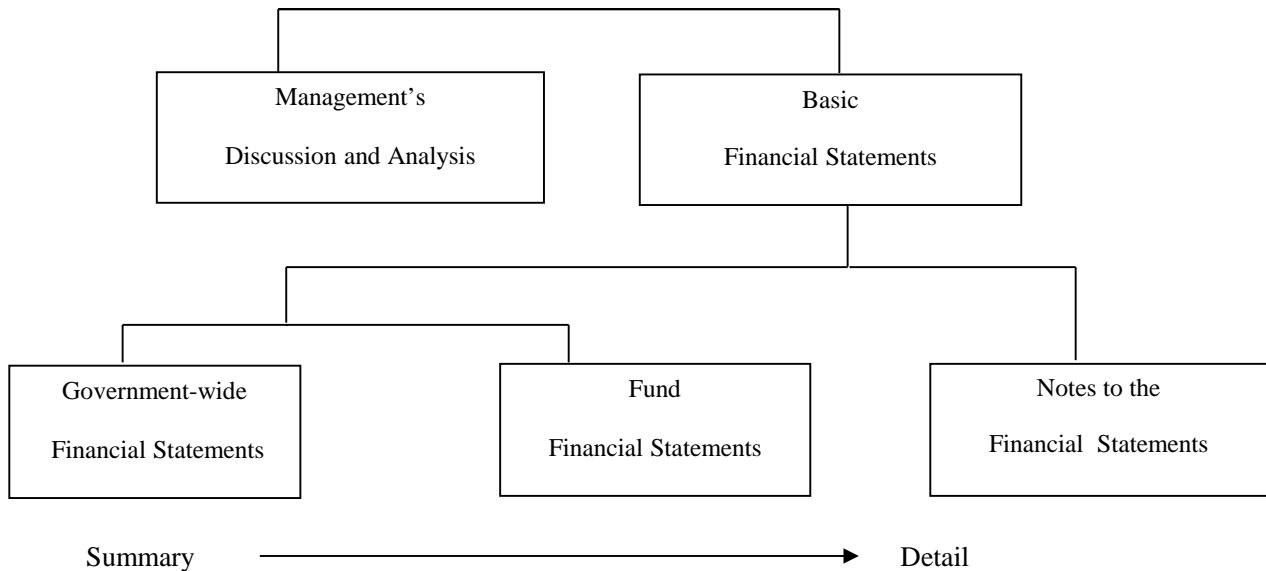 Management’s
Discussion and Analysis
Basic
Financial Statements
Government-wide
Financial Statements
Fund
Financial Statements
Notes to the
Financial Statements
Summary
Detail